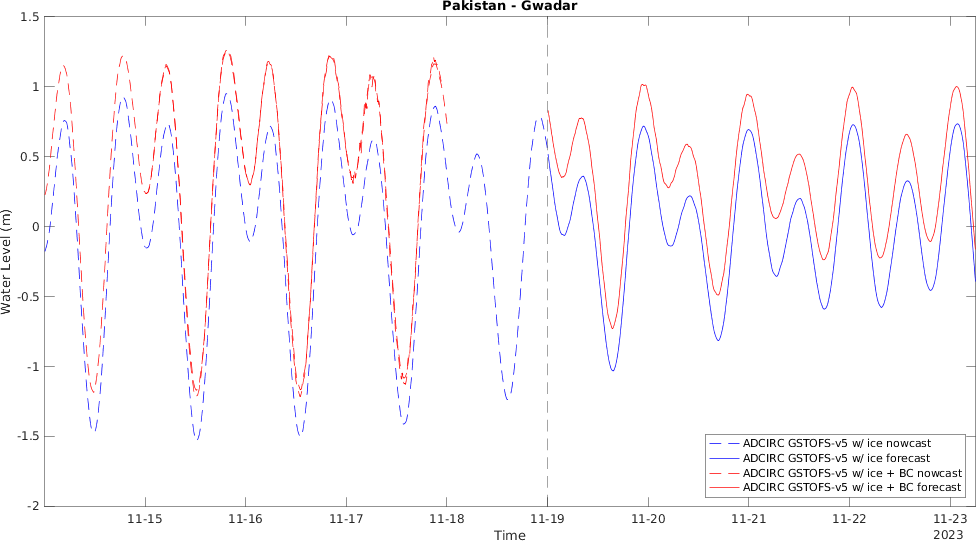 Pakistan - Gwadar
1.5
1
0.5
0
-0.5
-1
-1.5
-2
Water Level (m)
ADCIRC GSTOFS-v5 w/ ice nowcast
ADCIRC GSTOFS-v5 w/ ice forecast
ADCIRC GSTOFS-v5 w/ ice + BC nowcast
ADCIRC GSTOFS-v5 w/ ice + BC forecast
11-15 11-16 11-17 11-18 11-19 11-20 11-21 11-22 11-23
Time
2023